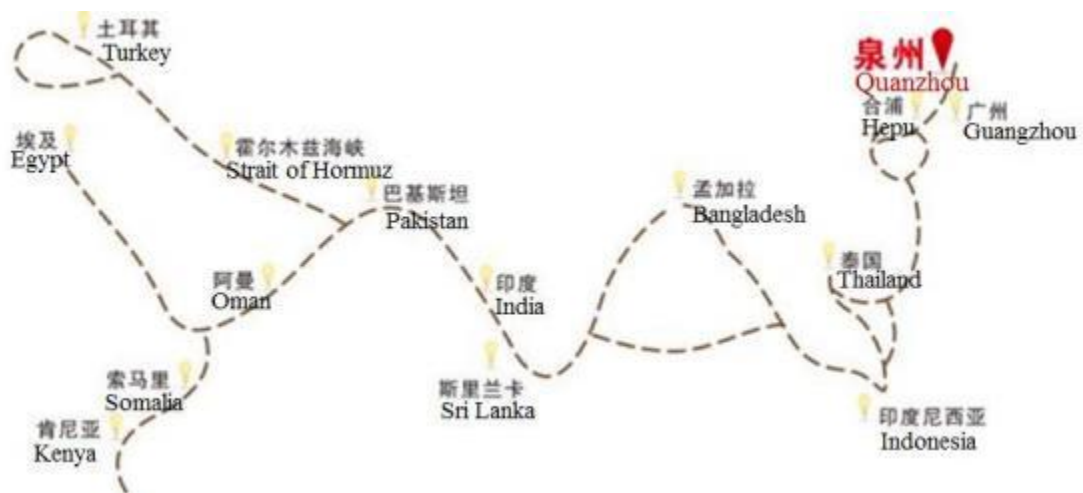 土耳其
Turkey
泉州
Quanzhou
合浦
Hepu
广州
Guangzhou
埃及
Egypt
霍尔木兹海峡
Strait of Hormuz
巴基斯坦
Pakistan
孟加拉
Bangladesh
阿曼
Oman
印度
India
泰国
Thailand
索马里
Somalia
斯里兰卡
Sri Lanka
肯尼亚
Kenya
印度尼西亚
Indonesia